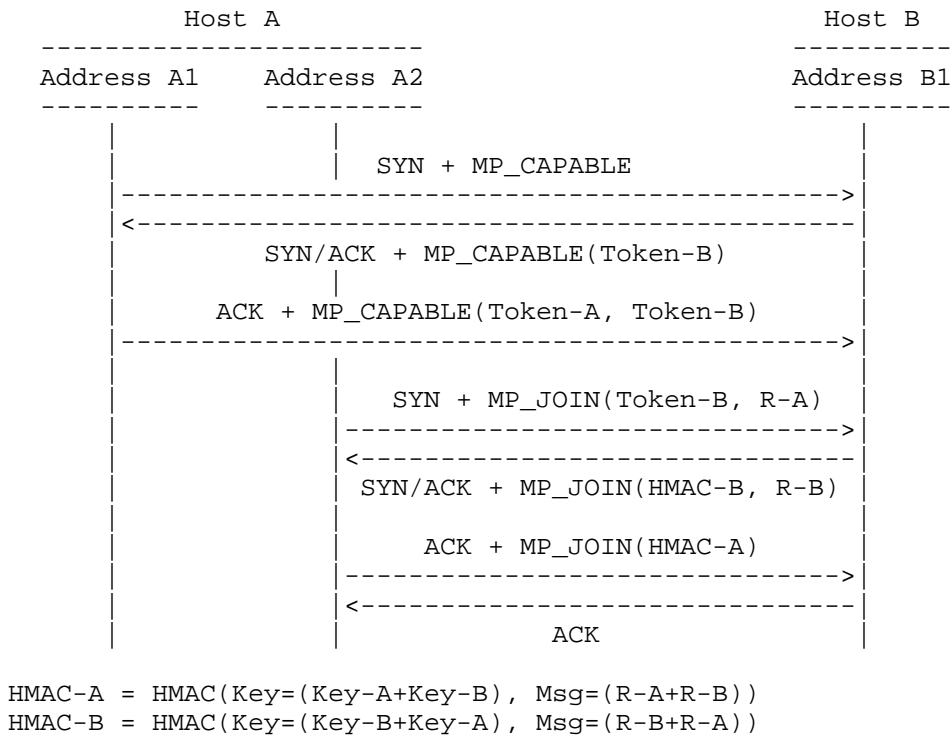 Host A Host B
------------------------ ----------
Address A1 Address A2 Address B1
---------- ---------- ----------
| | |
| | SYN + MP_CAPABLE |
|--------------------------------------------->|
|<---------------------------------------------|
| SYN/ACK + MP_CAPABLE(Token-B) |
| | |
| ACK + MP_CAPABLE(Token-A, Token-B) |
|--------------------------------------------->|
| | |
| | SYN + MP_JOIN(Token-B, R-A) |
| |------------------------------->|
| |<-------------------------------|
| | SYN/ACK + MP_JOIN(HMAC-B, R-B) |
| | |
| | ACK + MP_JOIN(HMAC-A) |
| |------------------------------->|
| |<-------------------------------|
| | ACK |
HMAC-A = HMAC(Key=(Key-A+Key-B), Msg=(R-A+R-B))
HMAC-B = HMAC(Key=(Key-B+Key-A), Msg=(R-B+R-A))